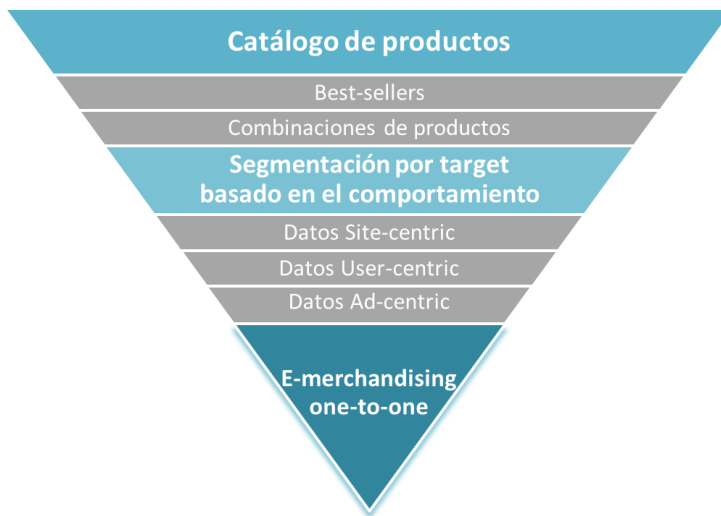 Catálogo de productos
Best-sellers
Combinaciones de productos
Segmentación por target
basado en el comportamiento
Datos Site-centric
Datos User-centric
Datos Ad-centric
E-merchandising
one-to-one